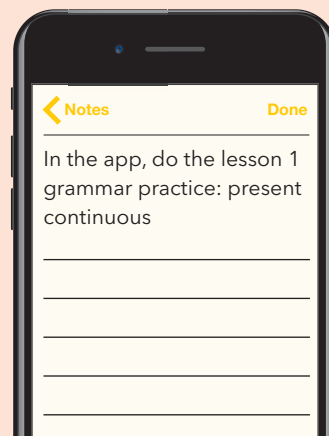 Notes Done
In the app, do the lesson 1
grammar practice: present
continuous